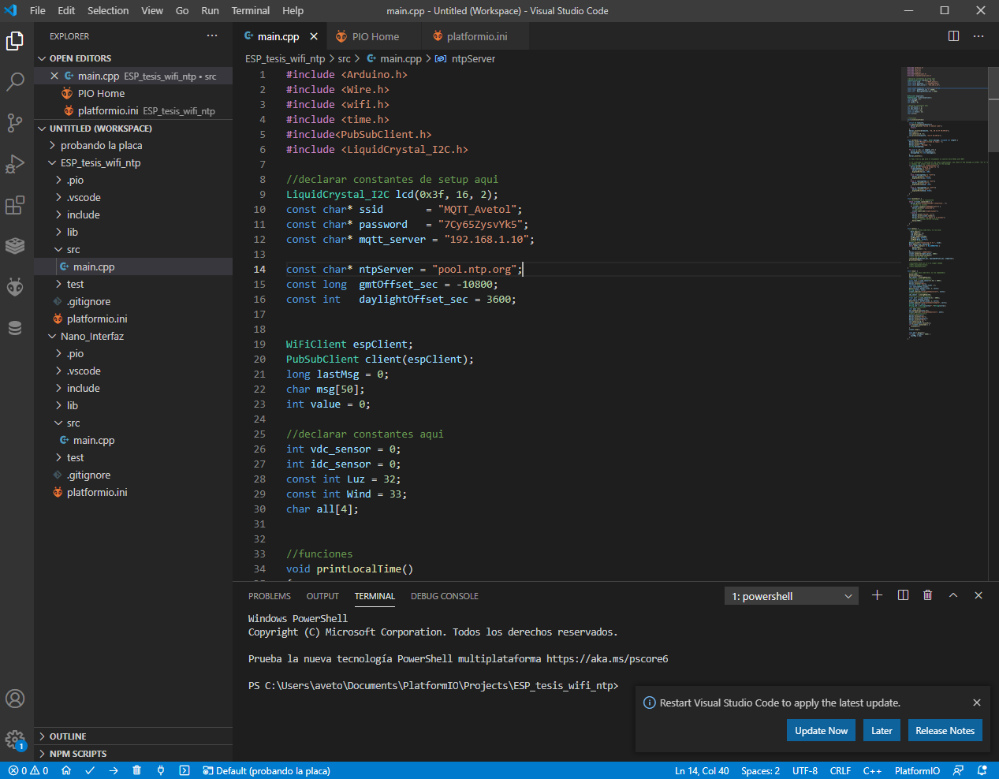 File Edit Selection View Go Run Terminal Help main.cpp - Untitled (Workspace) - Visual Studio Code
EXPLORER
OPEN EDITORS
main.cpp ESP_tesis_wifi_ntp • src
PIO Home
platformio.ini ESP_tesis_wifi_ntp
UNTITLED (WORKSPACE)
probando la placa
ESP_tesis_wifi_ntp
.pio
.vscode
include
lib
src
main.cpp
test
.gitignore
platformio.ini
Nano_Interfaz
.pio
.vscode
include
lib
src
main.cpp
test
.gitignore
platformio.ini
OUTLINE
NPM SCRIPTS
main.cpp PIO Home platformio.ini
ESP_tesis_wifi_ntp > src > main.cpp > ntpServer
1 #include <Arduino.h>
2 #include <Wire.h>
3 #include <wifi.h>
4 #include <time.h>
5 #include<PubSubClient.h>
6 #include <LiquidCrystal_I2C.h>
7
8 //declarar constantes de setup aqui
9 LiquidCrystal_I2C lcd(0x3f, 16, 2);
10 const char* ssid       = "MQTT_Avetol";
11 const char* password   = "7Cy65ZysvYk5";
12 const char* mqtt_server = "192.168.1.10";
13
14 const char* ntpServer = "pool.ntp.org";
15 const long  gmtOffset_sec = -10800;
16 const int   daylightOffset_sec = 3600;
17
18
19 WiFiClient espClient;
20 PubSubClient client(espClient);
21 long lastMsg = 0;
22 char msg[50];
23 int value = 0;
24
25 //declarar constantes aqui
26 int vdc_sensor = 0;
27 int idc_sensor = 0;
28 const int Luz = 32;
29 const int Wind = 33;
30 char all[4];
31
32
33 //funciones
34 void printLocalTime()
PROBLEMS OUTPUT TERMINAL DEBUG CONSOLE 1: powershell
Windows PowerShell
Copyright (C) Microsoft Corporation. Todos los derechos reservados.
Prueba la nueva tecnología PowerShell multiplataforma https://aka.ms/pscore6
PS C:\Users\aveto\Documents\PlatformIO\Projects\ESP_tesis_wifi_ntp>
Restart Visual Studio Code to apply the latest update.
Update Now Later Release Notes
1
0 0 Default (probando la placa) Ln 14, Col 40 Spaces: 2 UTF-8 CRLF C++ PlatformIO